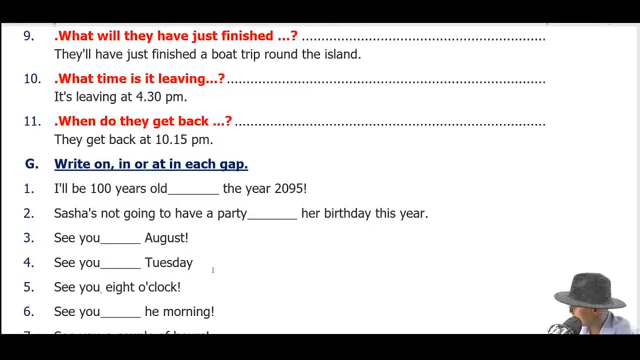 9. .What will they have just finished ...? ................................................................
They'll have just finished a boat trip round the island.
10. .What time is it leaving...? ................................................................................
It's leaving at 4.30 pm.
11. .When do they get back ...? ..............................................................................
They get back at 10.15 pm.
G. Write on, in or at in each gap.
1. I'll be 100 years old_______ the year 2095!
2. Sasha's not going to have a party_______ her birthday this year.
3. See you______ August!
4. See you______ Tuesday
5. See you eight o'clock!
6. See you______ he morning!